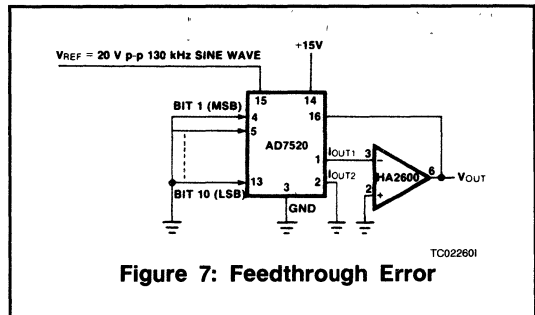 +15V
VREF = 20 V p-p 130 kHz SINE WAVE
15 14
BIT 1 (MSB) 4 16
5
AD7520
1 IOUT1 3 −
HA2600 6 VOUT
BIT 10 (LSB) 13 2 IOUT2 2 +
3
GND
TC02260I
Figure 7: Feedthrough Error